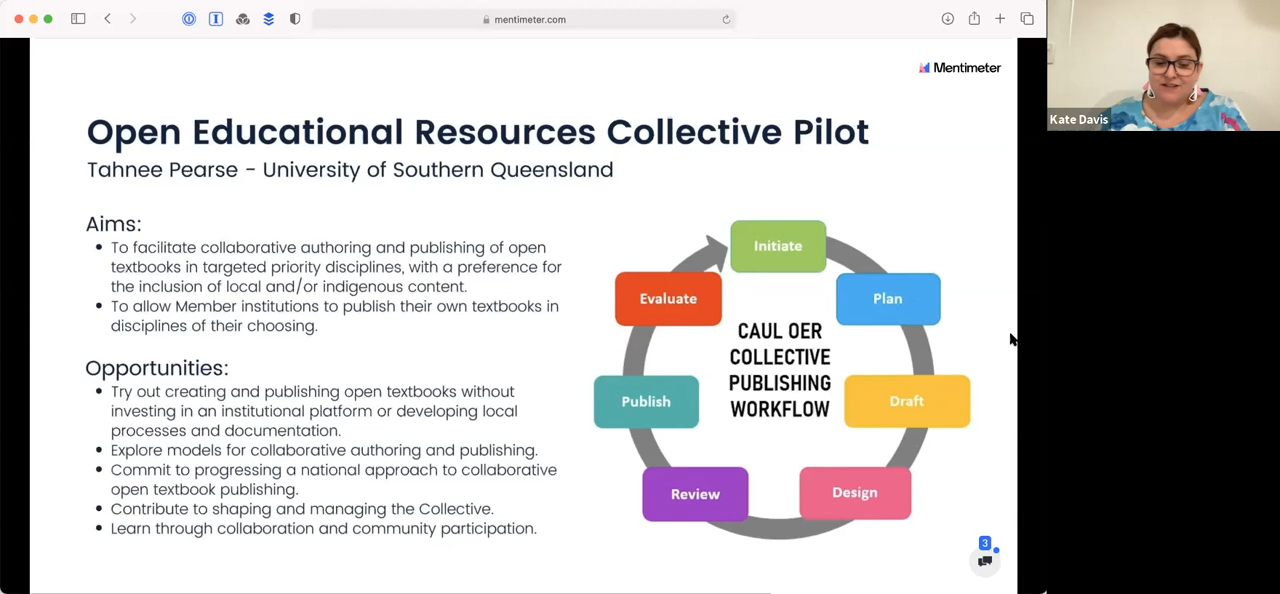 mentimeter.com
Mentimeter
Open Educational Resources Collective Pilot
Tahnee Pearse - University of Southern Queensland
Aims:
• To facilitate collaborative authoring and publishing of open
textbooks in targeted priority disciplines, with a preference for
the inclusion of local and/or indigenous content.
• To allow Member institutions to publish their own textbooks in
disciplines of their choosing.
Opportunities:
• Try out creating and publishing open textbooks without
investing in an institutional platform or developing local
processes and documentation.
• Explore models for collaborative authoring and publishing.
• Commit to progressing a national approach to collaborative
open textbook publishing.
• Contribute to shaping and managing the Collective.
• Learn through collaboration and community participation.
Initiate
Plan
Draft
Design
Review
Publish
Evaluate
CAUL OER
COLLECTIVE
PUBLISHING
WORKFLOW
3
Kate Davis